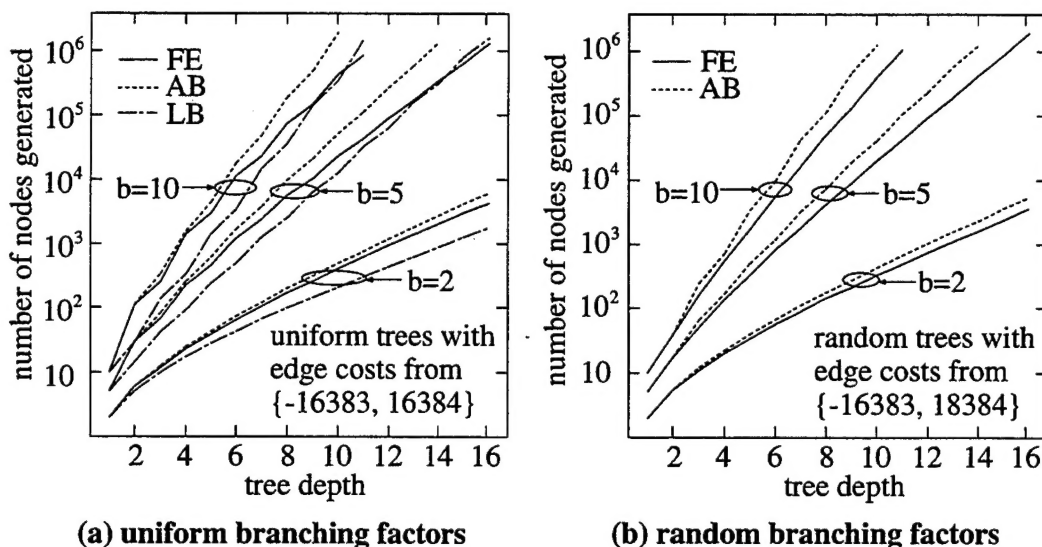 number of nodes generated
10^6
10^5
10^4
10^3
10^2
10
FE
AB
LB
b=10
b=5
b=2
uniform trees with
edge costs from
{-16383, 16384}
2 4 6 8 10 12 14 16
tree depth
(a) uniform branching factors
number of nodes generated
10^6
10^5
10^4
10^3
10^2
10
FE
AB
b=10
b=5
b=2
random trees with
edge costs from
{-16383, 18384}
2 4 6 8 10 12 14 16
tree depth
(b) random branching factors